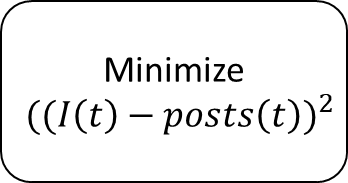 Minimize
((I(t) − posts(t))²